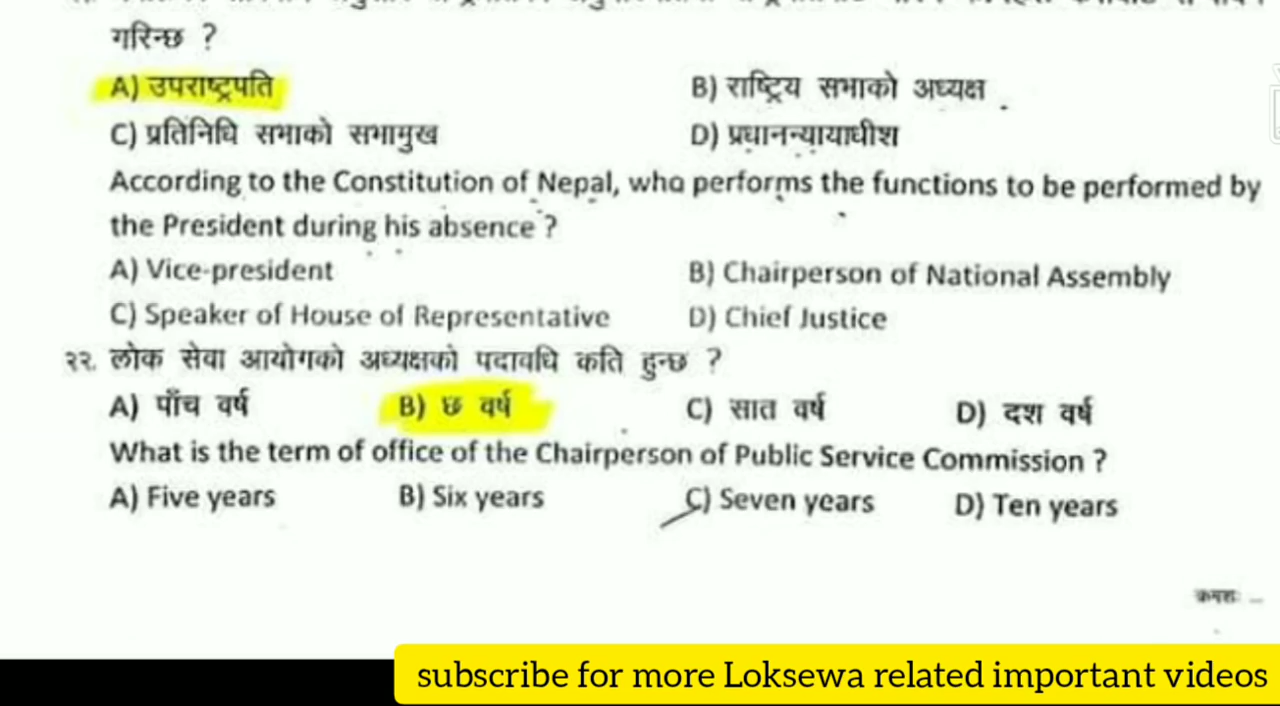 गरिन्छ ?
A) उपराष्ट्रपति B) राष्ट्रिय सभाको अध्यक्ष
C) प्रतिनिधि सभाको सभामुख D) प्रधानन्यायाधीश
According to the Constitution of Nepal, who performs the functions to be performed by
the President during his absence ?
A) Vice-president B) Chairperson of National Assembly
C) Speaker of House of Representative D) Chief Justice
२२. लोक सेवा आयोगको अध्यक्षको पदावधि कति हुन्छ ?
A) पाँच वर्ष B) छ वर्ष C) सात वर्ष D) दश वर्ष
What is the term of office of the Chairperson of Public Service Commission ?
A) Five years B) Six years C) Seven years D) Ten years
क्रमशः ...
subscribe for more Loksewa related important videos